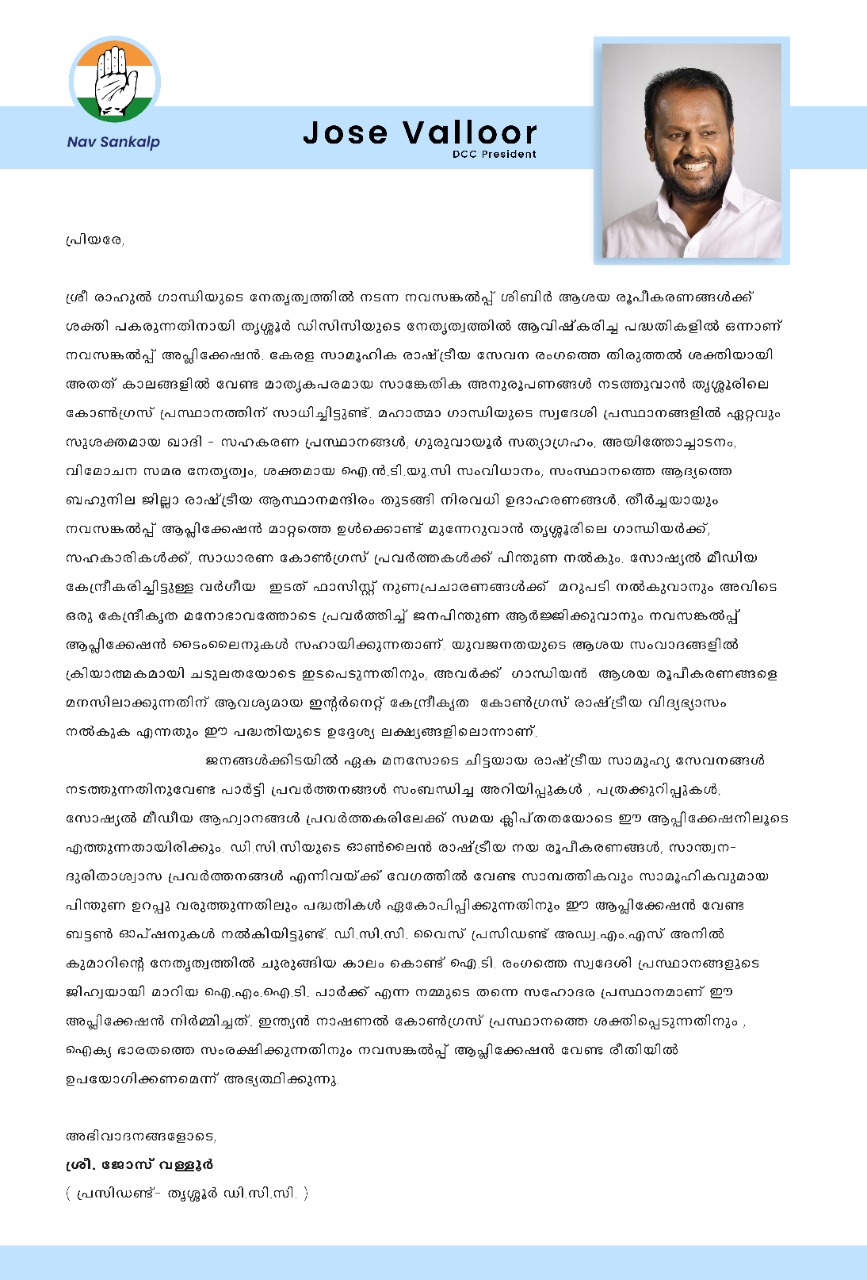 Nav Sankalp
Jose Valloor
DCC President
പ്രിയരേ,
ശ്രീ രാഹുൽ ഗാന്ധിയുടെ നേതൃത്വത്തിൽ നടന്ന നവസങ്കൽപ്പ് ശിബിർ ആശയ രൂപീകരണങ്ങൾക്ക്
ശക്തി പകരുന്നതിനായി തൃശ്ശൂർ ഡിസിസിയുടെ നേതൃത്വത്തിൽ ആവിഷ്കരിച്ച പദ്ധതികളിൽ ഒന്നാണ്
നവസങ്കൽപ്പ് അപ്ലിക്കേഷൻ. കേരള സാമൂഹിക രാഷ്ട്രീയ സേവന രംഗത്തെ തിരുത്തൽ ശക്തിയായി
അതത് കാലങ്ങളിൽ വേണ്ട മാതൃകപരമായ സാങ്കേതിക അനുരൂപണങ്ങൾ നടത്തുവാൻ തൃശ്ശൂരിലെ
കോൺഗ്രസ് പ്രസ്ഥാനത്തിന് സാധിച്ചിട്ടുണ്ട്. മഹാത്മാ ഗാന്ധിയുടെ സ്വദേശി പ്രസ്ഥാനങ്ങളിൽ ഏറ്റവും
സുശക്തമായ ഖാദി - സഹകരണ പ്രസ്ഥാനങ്ങൾ, ഗുരുവായൂർ സത്യാഗ്രഹം, അയിത്തോച്ചാടനം,
വിമോചന സമര നേതൃത്വം, ശക്തമായ ഐ.ൻ.ടി.യു.സി സംവിധാനം, സംസ്ഥാനത്തെ ആദ്യത്തെ
ബഹുനില ജില്ലാ രാഷ്ട്രീയ ആസ്ഥാനമന്ദിരം തുടങ്ങി നിരവധി ഉദാഹരണങ്ങൾ. തീർച്ചയായും
നവസങ്കൽപ്പ് ആപ്ലിക്കേഷൻ മാറ്റത്തെ ഉൾക്കൊണ്ട് മുന്നേറുവാൻ തൃശ്ശൂരിലെ ഗാന്ധിയർക്ക്,
സഹകാരികൾക്ക്, സാധാരണ കോൺഗ്രസ് പ്രവർത്തകൾക്ക് പിന്തുണ നൽകും. സോഷ്യൽ മീഡിയ
കേന്ദ്രീകരിച്ചിട്ടുള്ള വർഗീയ ഇടത് ഫാസിസ്റ്റ് നുണപ്രചാരണങ്ങൾക്ക് മറുപടി നൽകുവാനും അവിടെ
ഒരു കേന്ദ്രീകൃത മനോഭാവത്തോടെ പ്രവർത്തിച്ച് ജനപിന്തുണ ആർജ്ജിക്കുവാനും നവസങ്കൽപ്പ്
ആപ്ലിക്കേഷൻ ടൈംലൈനുകൾ സഹായിക്കുന്നതാണ്. യുവജനതയുടെ ആശയ സംവാദങ്ങളിൽ
ക്രിയാത്മകമായി ചടുലതയോടെ ഇടപെടുന്നതിനും, അവർക്ക് ഗാന്ധിയൻ ആശയ രൂപീകരണങ്ങളെ
മനസിലാക്കുന്നതിന് ആവശ്യമായ ഇന്റർനെറ്റ് കേന്ദ്രീകൃത കോൺഗ്രസ് രാഷ്ട്രീയ വിദ്യഭ്യാസം
നൽകുക എന്നതും ഈ പദ്ധതിയുടെ ഉദ്ദേശ്യ ലക്ഷ്യങ്ങളിലൊന്നാണ്.
ജനങ്ങൾക്കിടയിൽ ഏക മനസോടെ ചിട്ടയായ രാഷ്ട്രീയ സാമൂഹ്യ സേവനങ്ങൾ
നടത്തുന്നതിനുവേണ്ട പാർട്ടി പ്രവർത്തനങ്ങൾ സംബന്ധിച്ച അറിയിപ്പുകൾ , പത്രക്കുറിപ്പുകൾ,
സോഷ്യൽ മീഡീയ ആഹ്വാനങ്ങൾ പ്രവർത്തകരിലേക്ക് സമയ ക്ലിപ്തതയോടെ ഈ ആപ്പിക്കേഷനിലൂടെ
എത്തുന്നതായിരിക്കും. ഡി.സി.സിയുടെ ഓൺലൈൻ രാഷ്ട്രീയ നയ രൂപീകരണങ്ങൾ, സാന്ത്വന-
ദുരിതാശ്വാസ പ്രവർത്തനങ്ങൾ എന്നിവയ്ക്ക് വേഗത്തിൽ വേണ്ട സാമ്പത്തികവും സാമൂഹികവുമായ
പിന്തുണ ഉറപ്പു വരുത്തുന്നതിലും പദ്ധതികൾ ഏകോപിപ്പിക്കുന്നതിനും ഈ ആപ്ലിക്കേഷൻ വേണ്ട
ബട്ടൺ ഓപ്ഷനുകൾ നൽകിയിട്ടുണ്ട്. ഡി.സി.സി. വൈസ് പ്രസിഡണ്ട് അഡ്വ.എം.എസ് അനിൽ
കുമാറിന്റെ നേതൃത്വത്തിൽ ചുരുങ്ങിയ കാലം കൊണ്ട് ഐ.ടി. രംഗത്തെ സ്വദേശി പ്രസ്ഥാനങ്ങളുടെ
ജിഹ്വയായി മാറിയ ഐ.എം.ഐ.ടി. പാർക്ക് എന്ന നമ്മുടെ തന്നെ സഹോദര പ്രസ്ഥാനമാണ് ഈ
അപ്ലിക്കേഷൻ നിർമ്മിച്ചത്. ഇന്ത്യൻ നാഷണൽ കോൺഗ്രസ് പ്രസ്ഥാനത്തെ ശക്തിപ്പെടുന്നതിനും ,
ഐക്യ ഭാരതത്തെ സംരക്ഷിക്കുന്നതിനും നവസങ്കൽപ്പ് ആപ്ലിക്കേഷൻ വേണ്ട രീതിയിൽ
ഉപയോഗിക്കണമെന്ന് അഭ്യത്ഥിക്കുന്നു.
അഭിവാദനങ്ങളോടെ,
ശ്രീ. ജോസ് വള്ളൂർ
( പ്രസിഡണ്ട്- തൃശ്ശൂർ ഡി.സി.സി. )